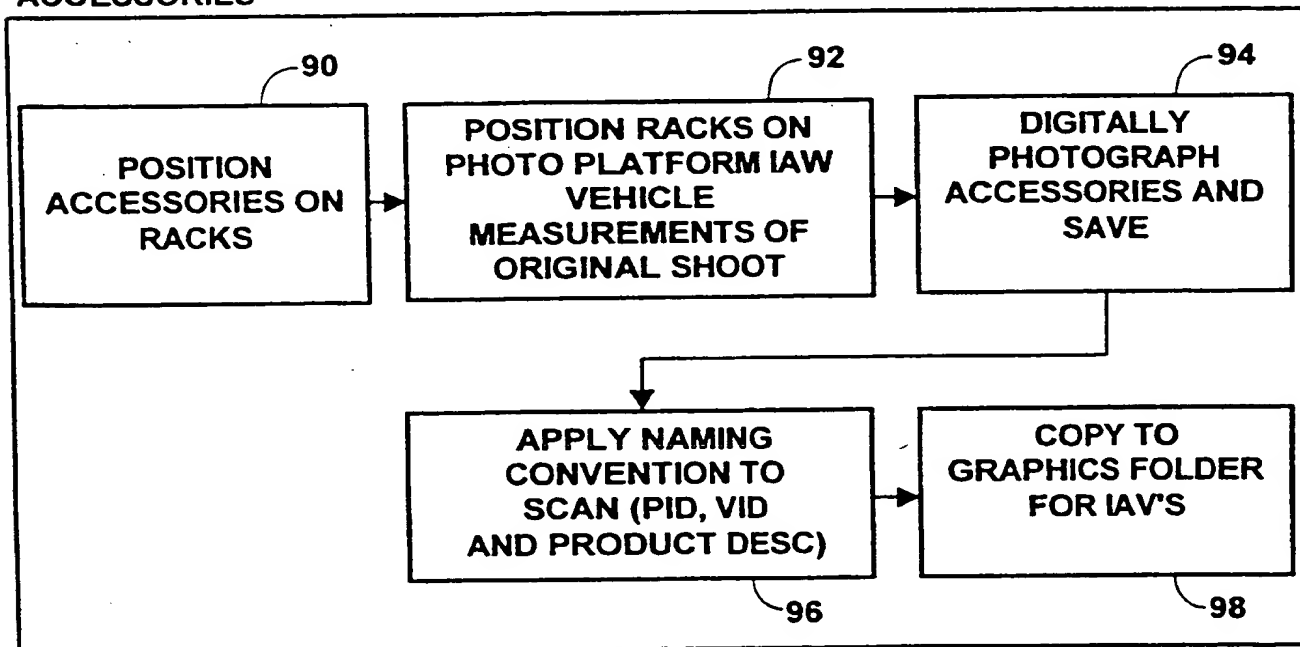 ACCESSORIES
90
92
94
POSITION
ACCESSORIES ON
RACKS
POSITION RACKS ON
PHOTO PLATFORM IAW
VEHICLE
MEASUREMENTS OF
ORIGINAL SHOOT
DIGITALLY
PHOTOGRAPH
ACCESSORIES AND
SAVE
APPLY NAMING
CONVENTION TO
SCAN (PID, VID
AND PRODUCT DESC)
COPY TO
GRAPHICS FOLDER
FOR IAV'S
96
98